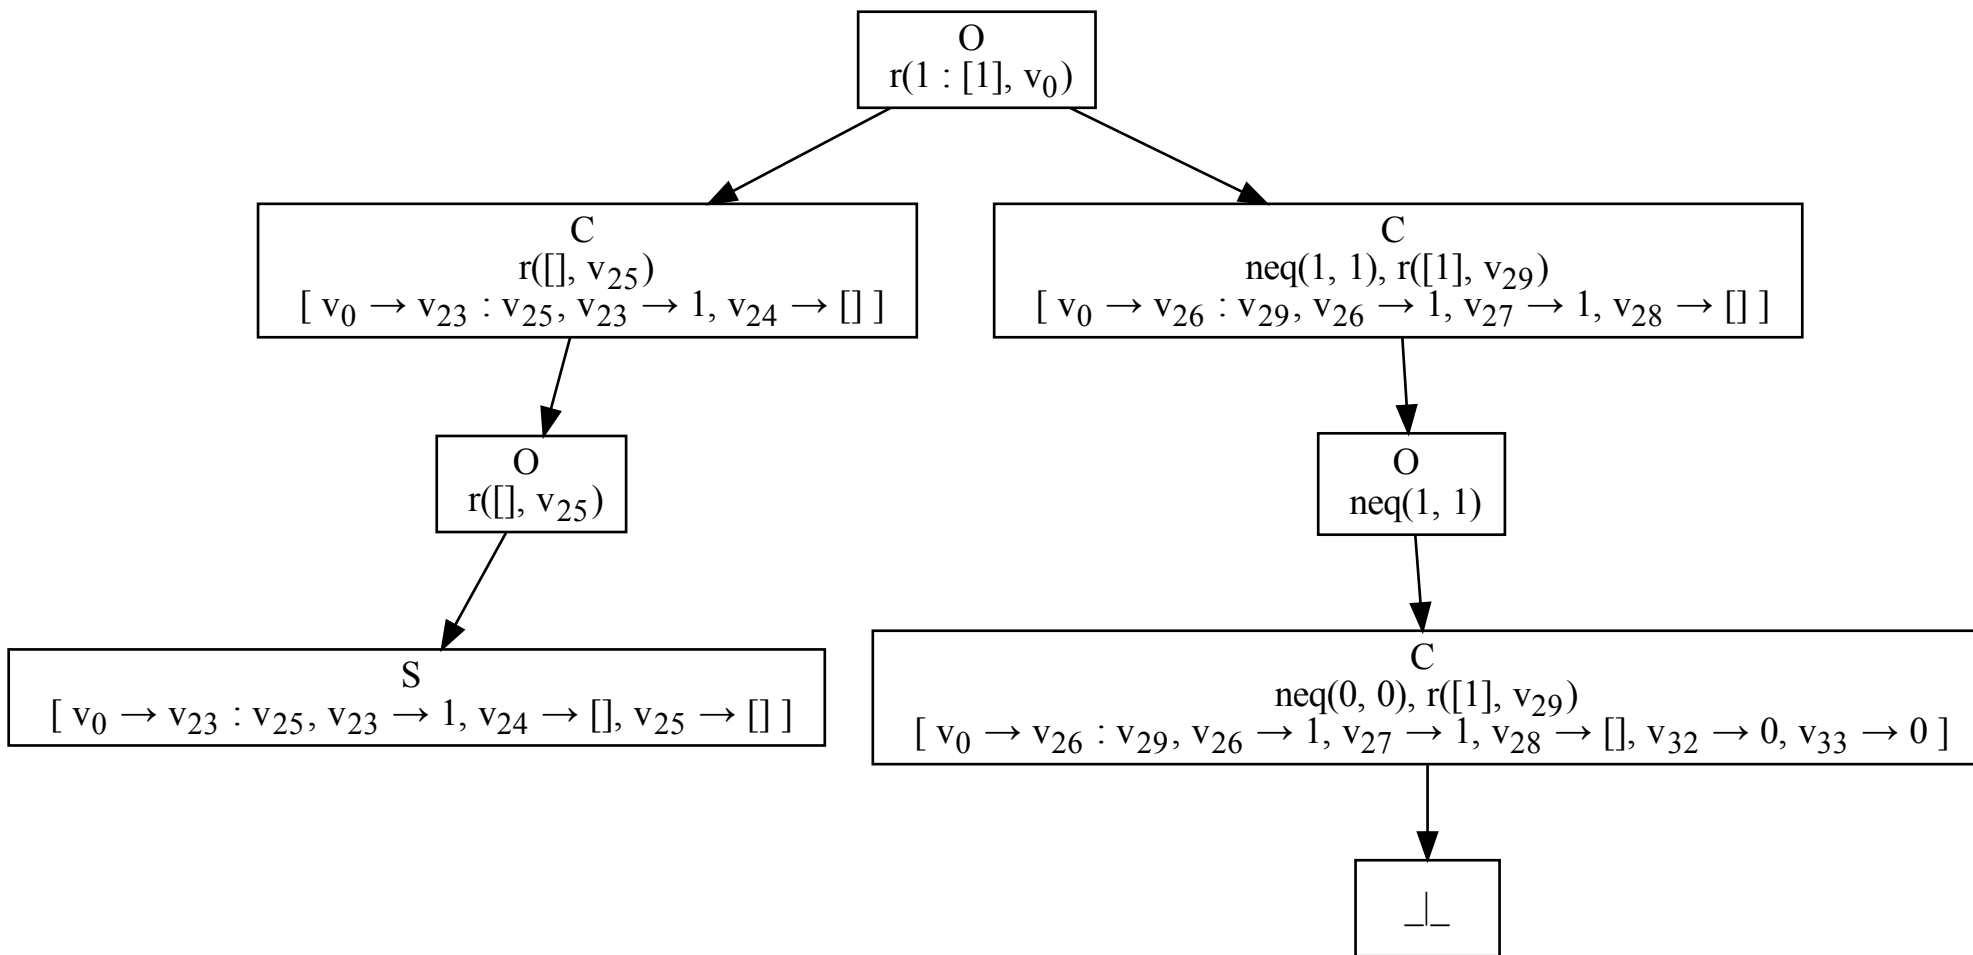 O
r(1 : [1], v₀)
C
r([], v₂₅)
[ v₀ → v₂₃ : v₂₅, v₂₃ → 1, v₂₄ → [] ]
C
neq(1, 1), r([1], v₂₉)
[ v₀ → v₂₆ : v₂₉, v₂₆ → 1, v₂₇ → 1, v₂₈ → [] ]
O
r([], v₂₅)
O
neq(1, 1)
S
[ v₀ → v₂₃ : v₂₅, v₂₃ → 1, v₂₄ → [], v₂₅ → [] ]
C
neq(0, 0), r([1], v₂₉)
[ v₀ → v₂₆ : v₂₉, v₂₆ → 1, v₂₇ → 1, v₂₈ → [], v₃₂ → 0, v₃₃ → 0 ]
_|_